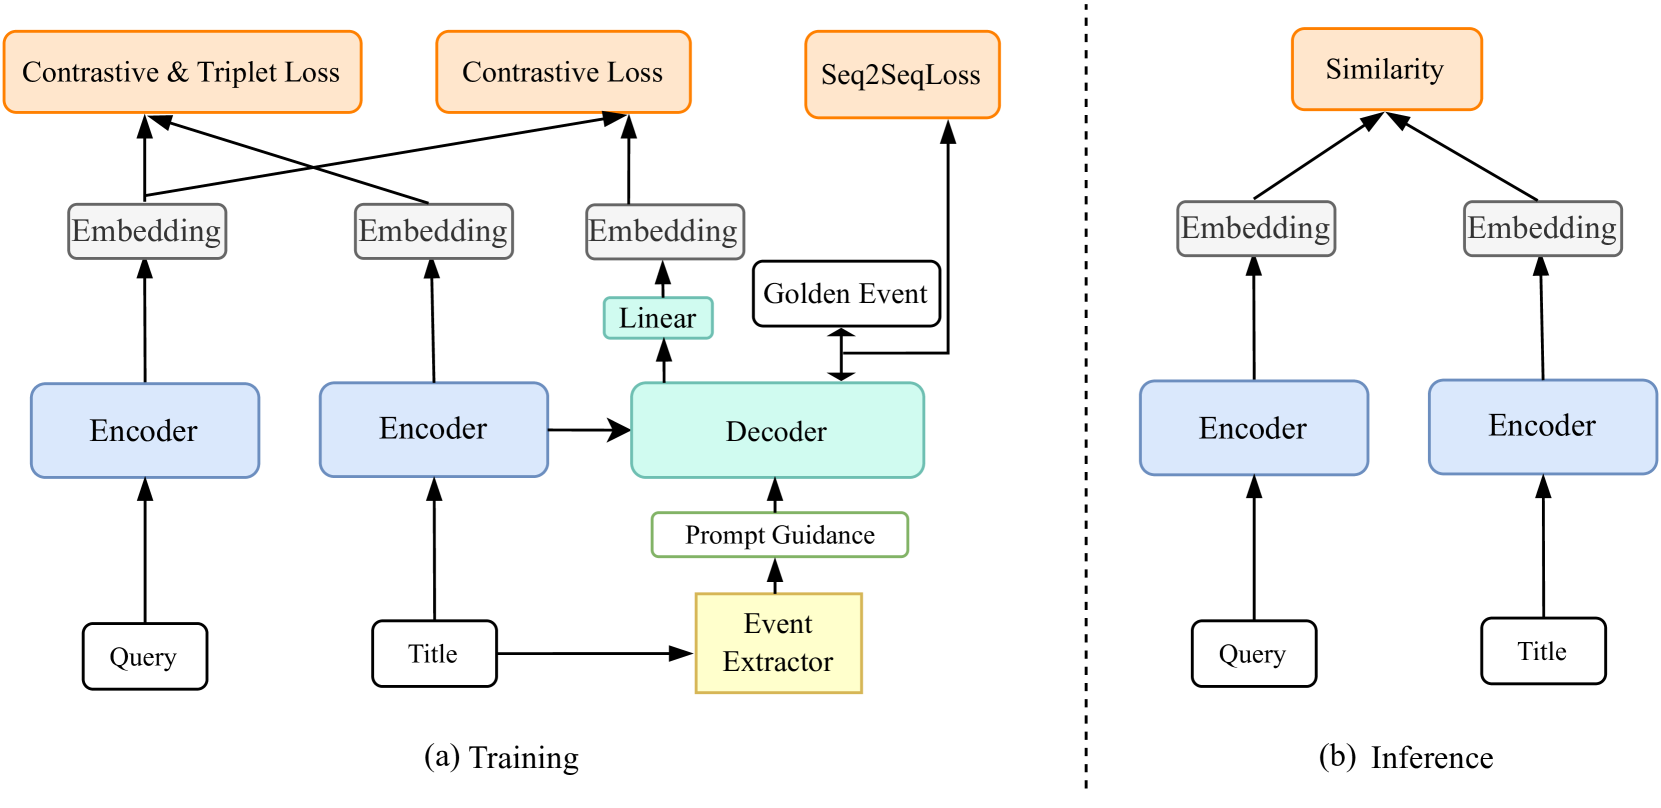 Contrastive & Triplet Loss
Contrastive Loss
Seq2SeqLoss
Embedding
Embedding
Embedding
Golden Event
Linear
Encoder
Encoder
Decoder
Prompt Guidance
Event
Extractor
Query
Title
(a) Training
Similarity
Embedding
Embedding
Encoder
Encoder
Query
Title
(b) Inference